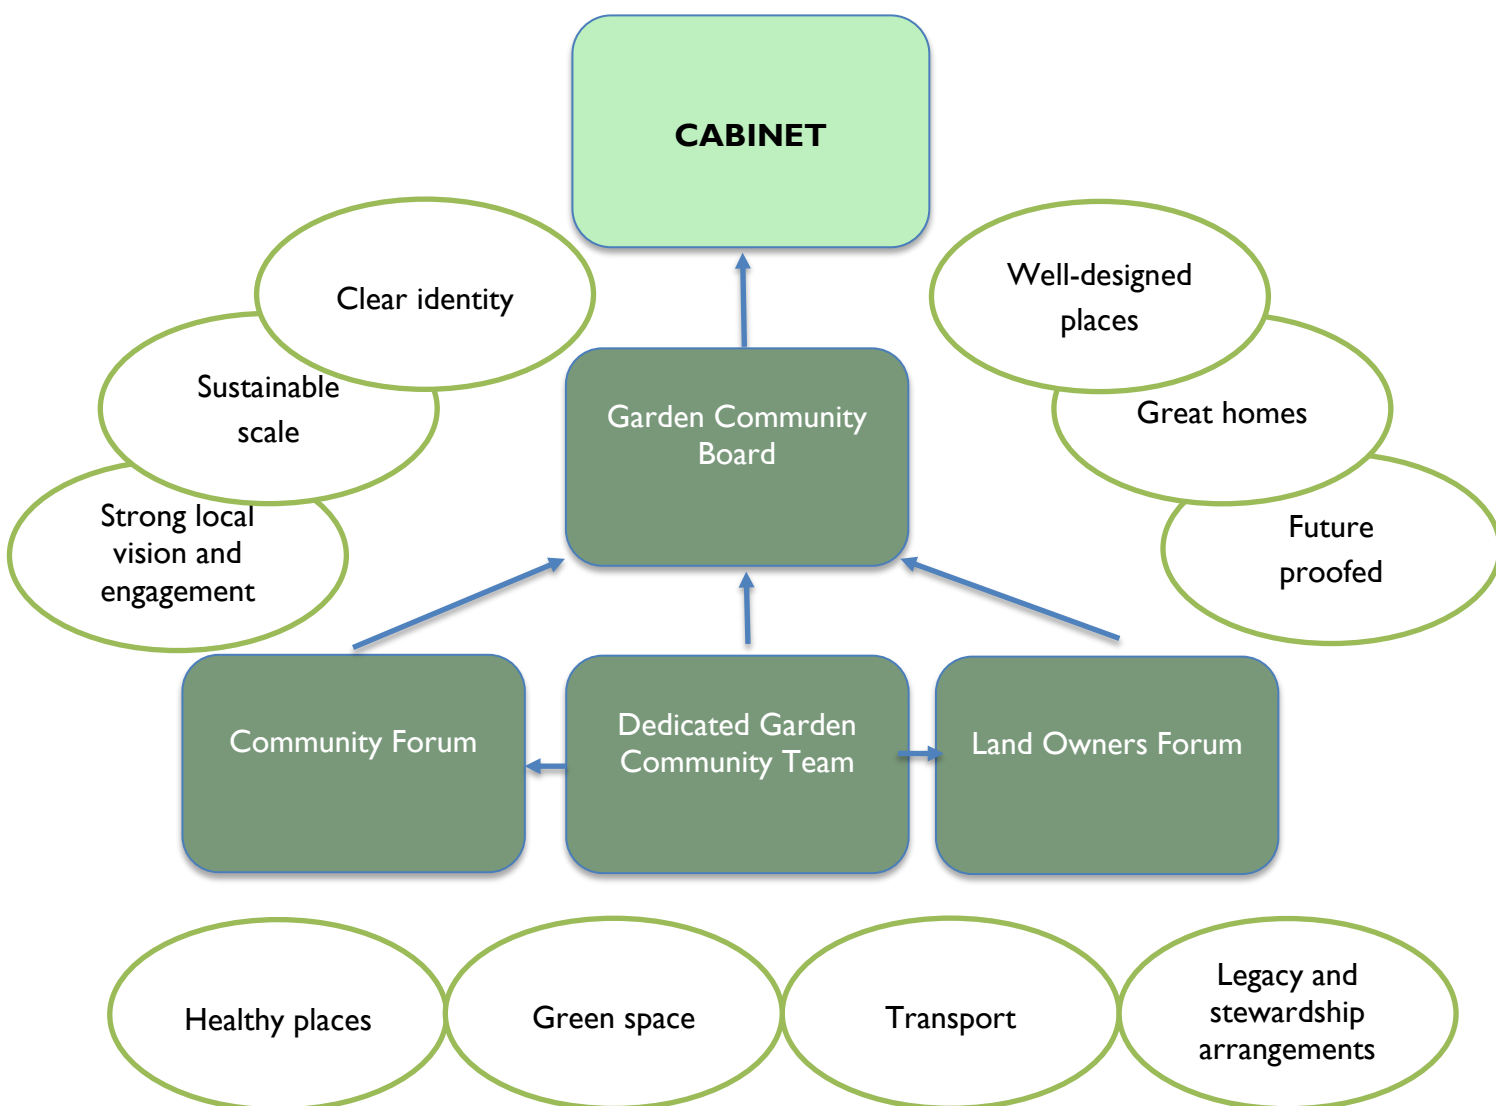 CABINET
Clear identity
Well-designed
places
Sustainable
scale
Great homes
Garden Community
Board
Strong local
vision and
engagement
Future
proofed
Community Forum
Dedicated Garden
Community Team
Land Owners Forum
Healthy places
Green space
Transport
Legacy and
stewardship
arrangements